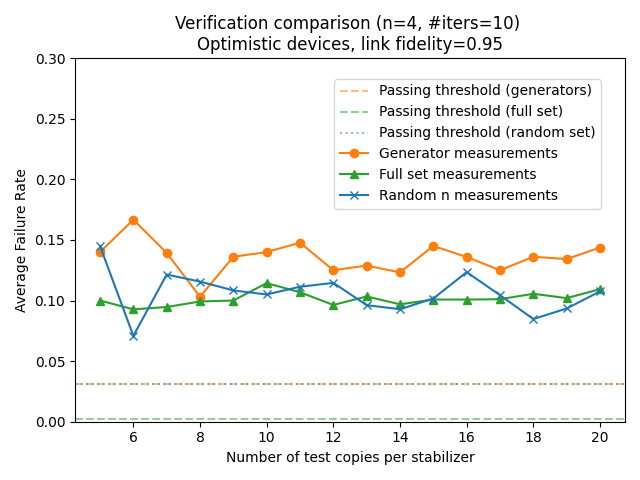 Verification comparison (n=4, #iters=10)
Optimistic devices, link fidelity=0.95
Average Failure Rate
0.30
0.25
0.20
0.15
0.10
0.05
0.00
Passing threshold (generators)
Passing threshold (full set)
Passing threshold (random set)
Generator measurements
Full set measurements
Random n measurements
6 8 10 12 14 16 18 20
Number of test copies per stabilizer